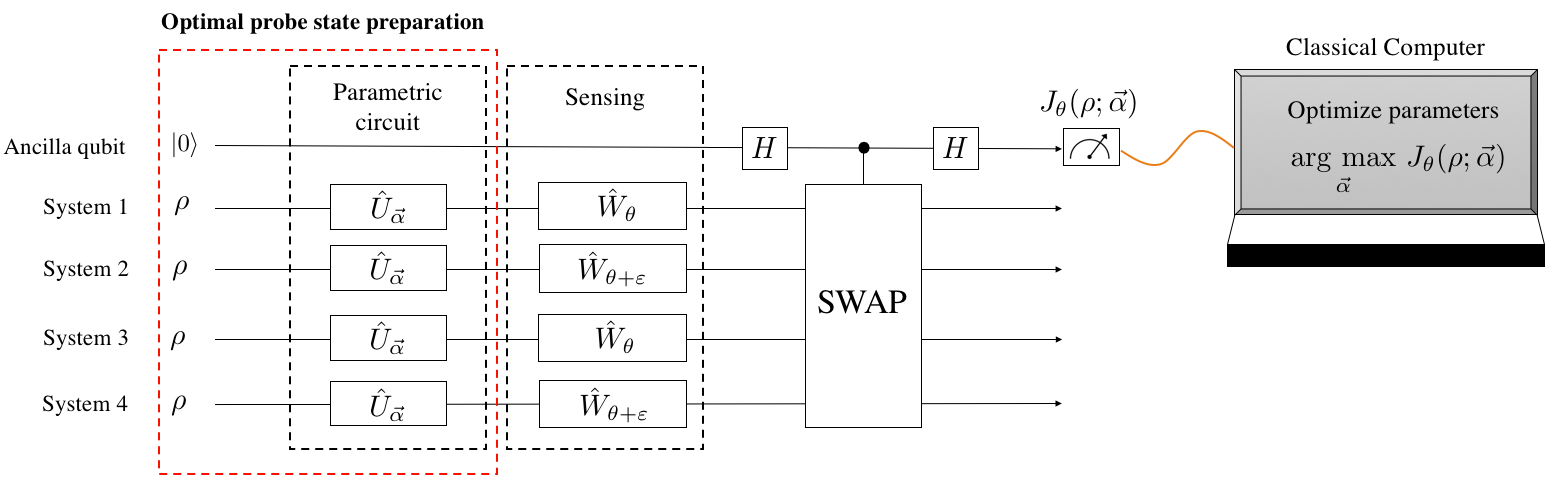 Optimal probe state preparation
Classical Computer
Parametric
circuit
Sensing
J_θ(ρ; α⃗)
Optimize parameters
arg max J_θ(ρ; α⃗)
α⃗
Ancilla qubit |0⟩ H H
System 1 ρ Û_α⃗ Ŵ_θ
System 2 ρ Û_α⃗ Ŵ_θ+ε
SWAP
System 3 ρ Û_α⃗ Ŵ_θ
System 4 ρ Û_α⃗ Ŵ_θ+ε